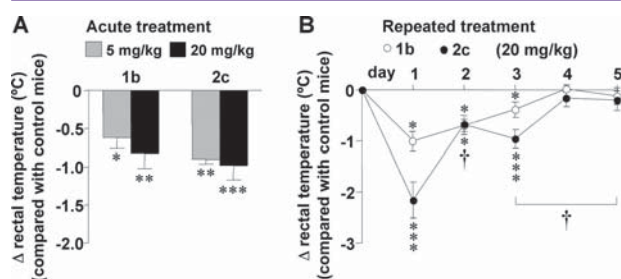 A Acute treatment
5 mg/kg 20 mg/kg
1b 2c
0
-0.5
-1.0
-1.5
-2.0
* ** ** ***
Δ rectal temperature (ºC)
(compared with control mice)
B Repeated treatment
1b 2c (20 mg/kg)
day 1 2 3 4 5
0
-1
-2
-3
* * * * *
* * *
†
* * *
†
Δ rectal temperature (ºC)
(compared with control mice)